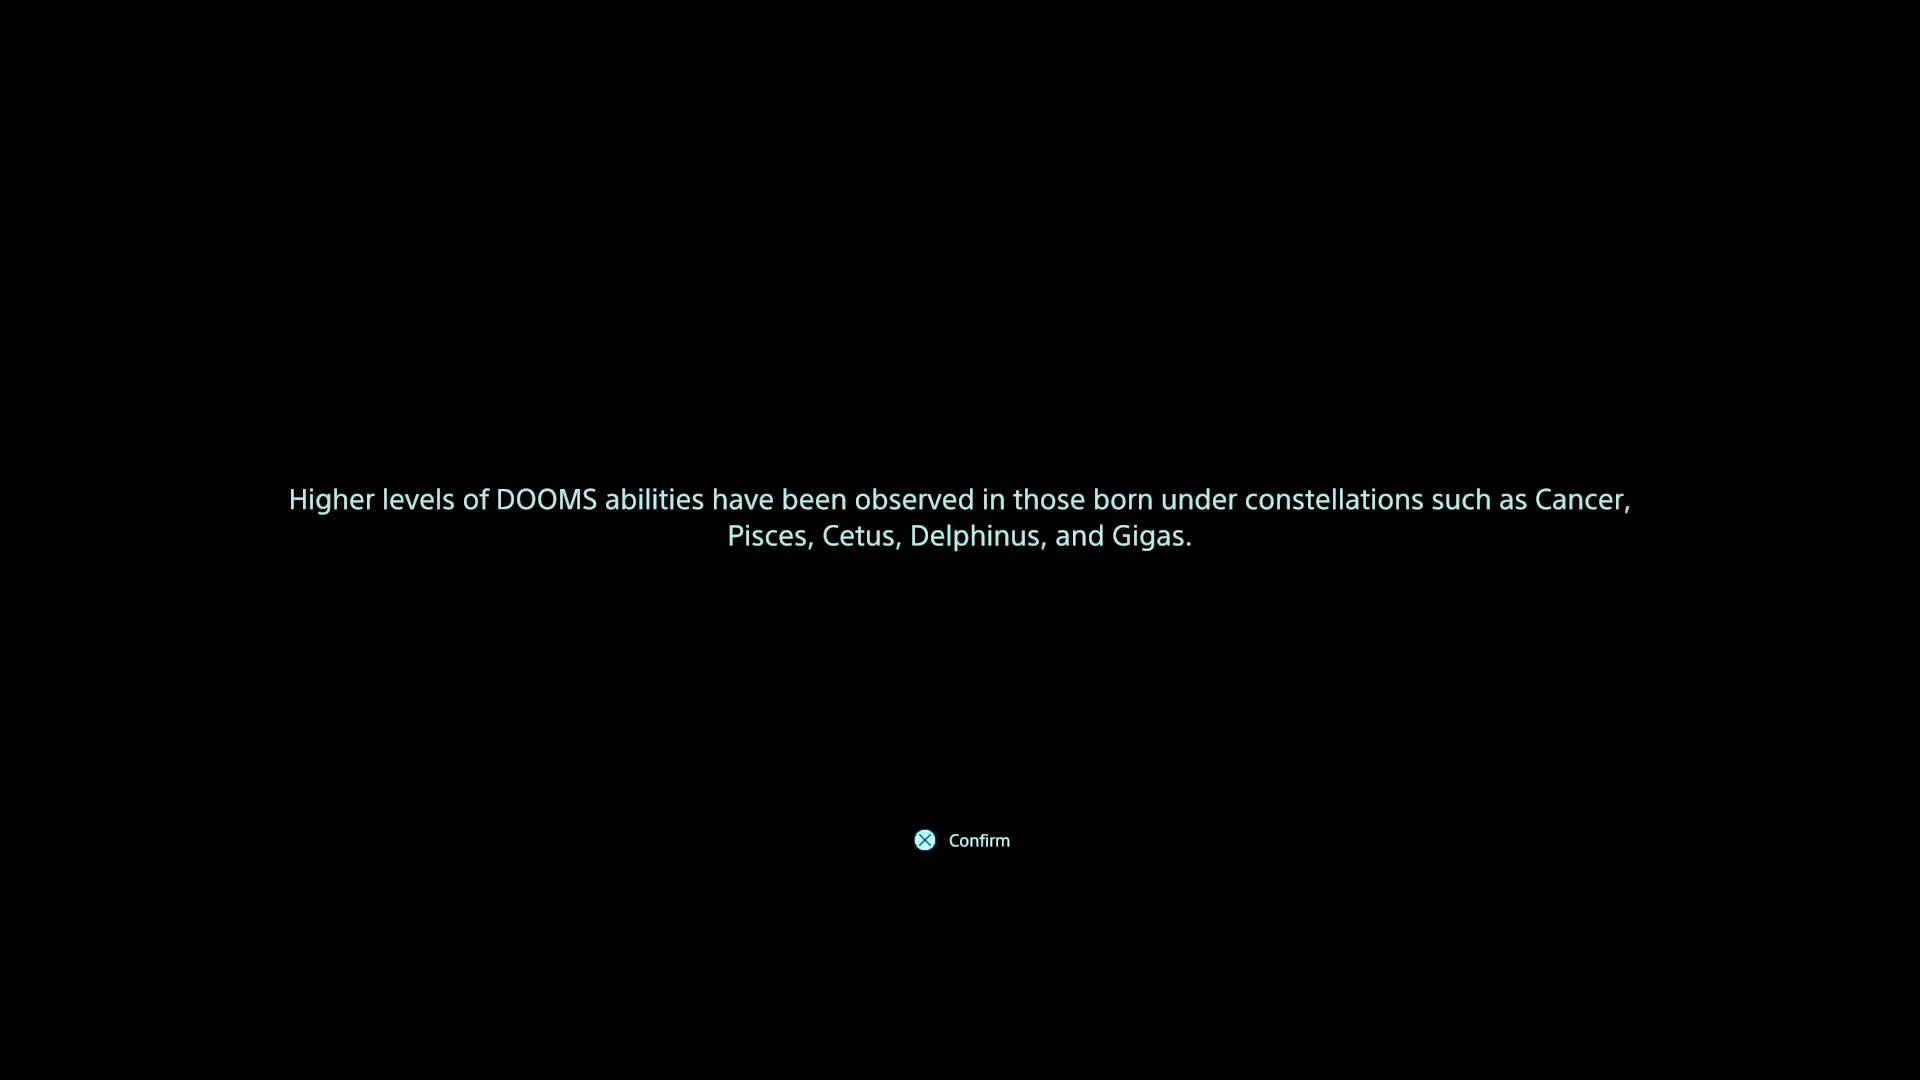 Higher levels of DOOMS abilities have been observed in those born under constellations such as Cancer,
Pisces, Cetus, Delphinus, and Gigas.
Confirm